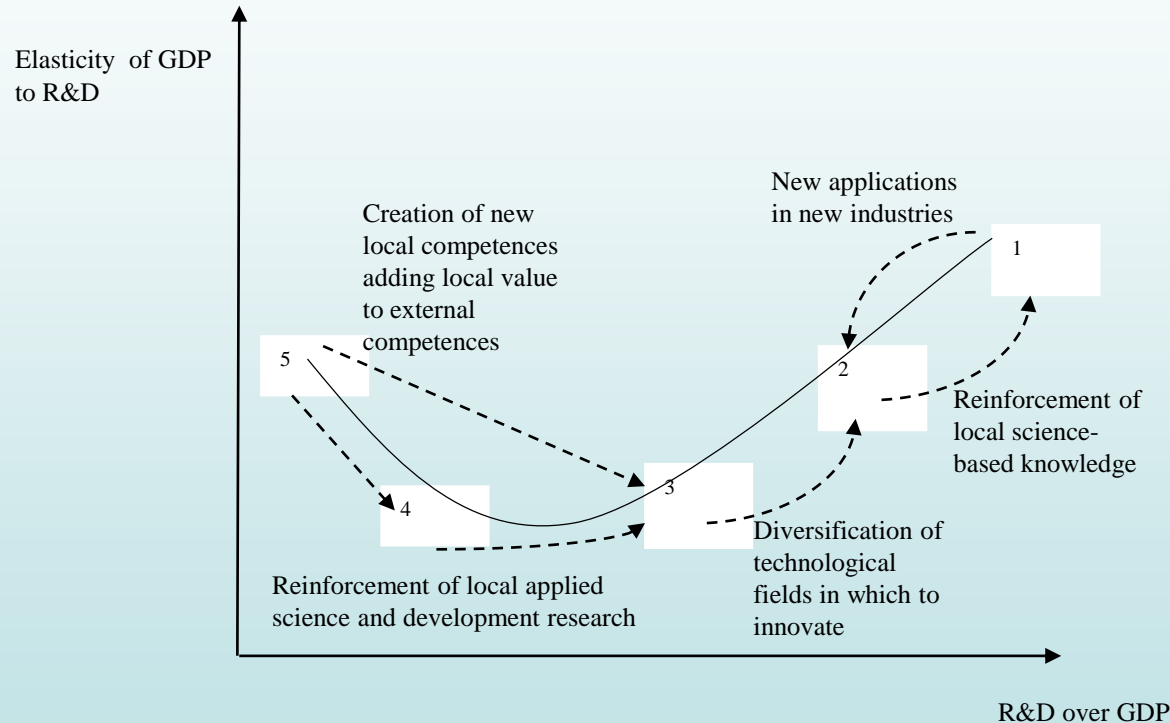 Elasticity of GDP
to R&D
New applications
in new industries
Creation of new
local competences
adding local value
to external
competences
1
5
2
Reinforcement of
local science-
based knowledge
3
4
Diversification of
technological
fields in which to
innovate
Reinforcement of local applied
science and development research
R&D over GDP